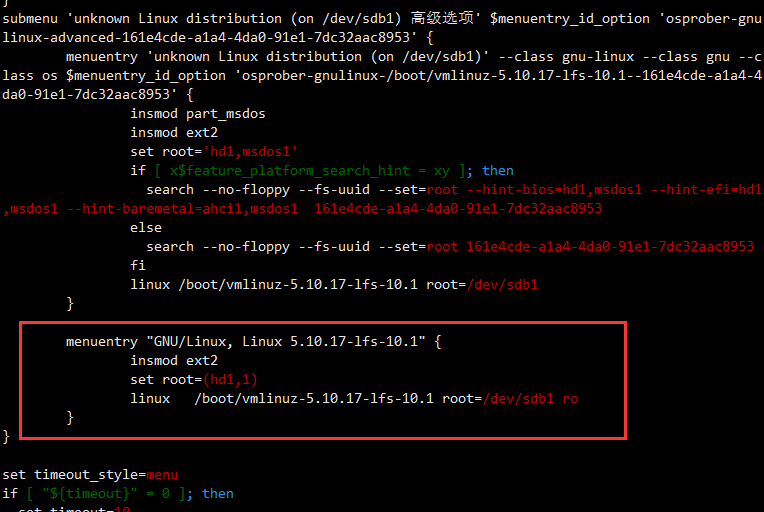 }
submenu 'unknown Linux distribution (on /dev/sdb1) 高级选项' $menuentry_id_option 'osprober-gnu
linux-advanced-161e4cde-a1a4-4da0-91e1-7dc32aac8953' {
        menuentry 'unknown Linux distribution (on /dev/sdb1)' --class gnu-linux --class gnu --c
lass os $menuentry_id_option 'osprober-gnulinux-/boot/vmlinuz-5.10.17-lfs-10.1--161e4cde-a1a4-4
da0-91e1-7dc32aac8953' {
                insmod part_msdos
                insmod ext2
                set root='hd1,msdos1'
                if [ x$feature_platform_search_hint = xy ]; then
                  search --no-floppy --fs-uuid --set=root --hint-bios=hd1,msdos1 --hint-efi=hd1
,msdos1 --hint-baremetal=ahci1,msdos1  161e4cde-a1a4-4da0-91e1-7dc32aac8953
                else
                  search --no-floppy --fs-uuid --set=root 161e4cde-a1a4-4da0-91e1-7dc32aac8953
                fi
                linux /boot/vmlinuz-5.10.17-lfs-10.1 root=/dev/sdb1
        }
        menuentry "GNU/Linux, Linux 5.10.17-lfs-10.1" {
                insmod ext2
                set root=(hd1,1)
                linux   /boot/vmlinuz-5.10.17-lfs-10.1 root=/dev/sdb1 ro
        }
}
set timeout_style=menu
if [ "${timeout}" = 0 ]; then
  set timeout=10